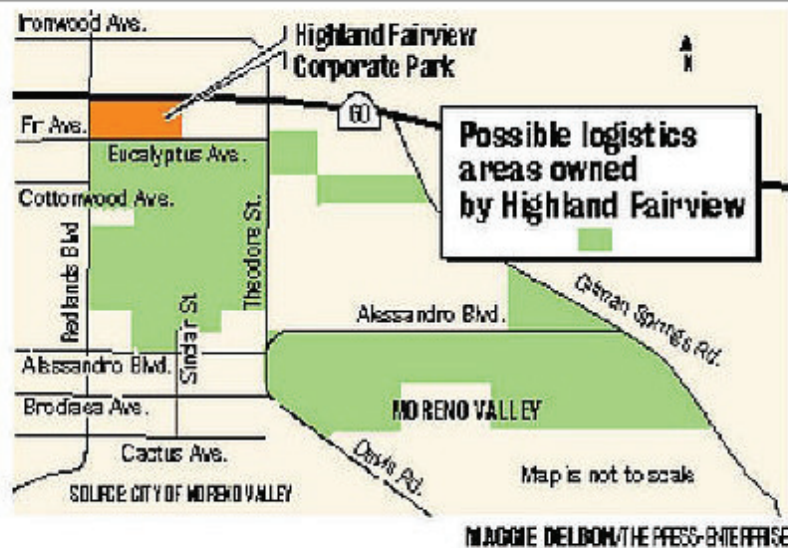 Ironwood Ave.
Highland Fairview
Corporate Park
N
60
Fir Ave.
Eucalyptus Ave.
Possible logistics
areas owned
by Highland Fairview
Cottonwood Ave.
Redlands Blvd
Theodore St.
Sinclair St.
Gilman Springs Rd.
Alessandro Blvd.
Alessandro Blvd.
Brodiaea Ave.
MORENO VALLEY
Cactus Ave.
Davis Rd.
Map is not to scale
SOURCE: CITY OF MORENO VALLEY
MAGGIE DELBON/THE PRESS-ENTERPRISE